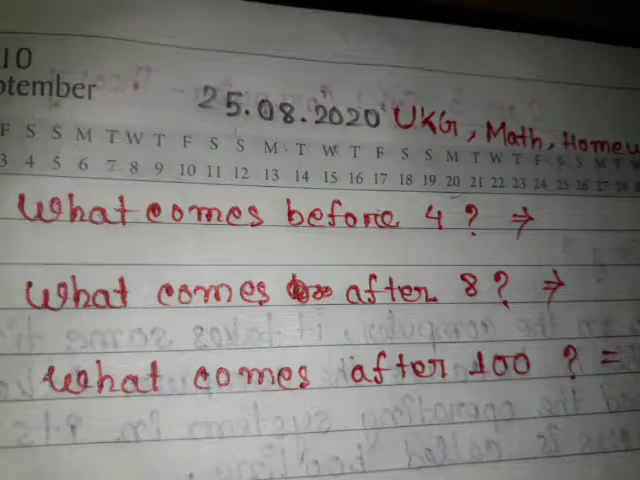 10
ptember
25.08.2020 UKG, Math, Homew
F S S M T W T F S S M T W T F S S M T W T F S S M T
3 4 5 6 7 8 9 10 11 12 13 14 15 16 17 18 19 20 21 22 23 24 25 26 27 28
What comes before 4 ? ⇒
What comes after 8 ? ⇒
What comes after 100 ? =